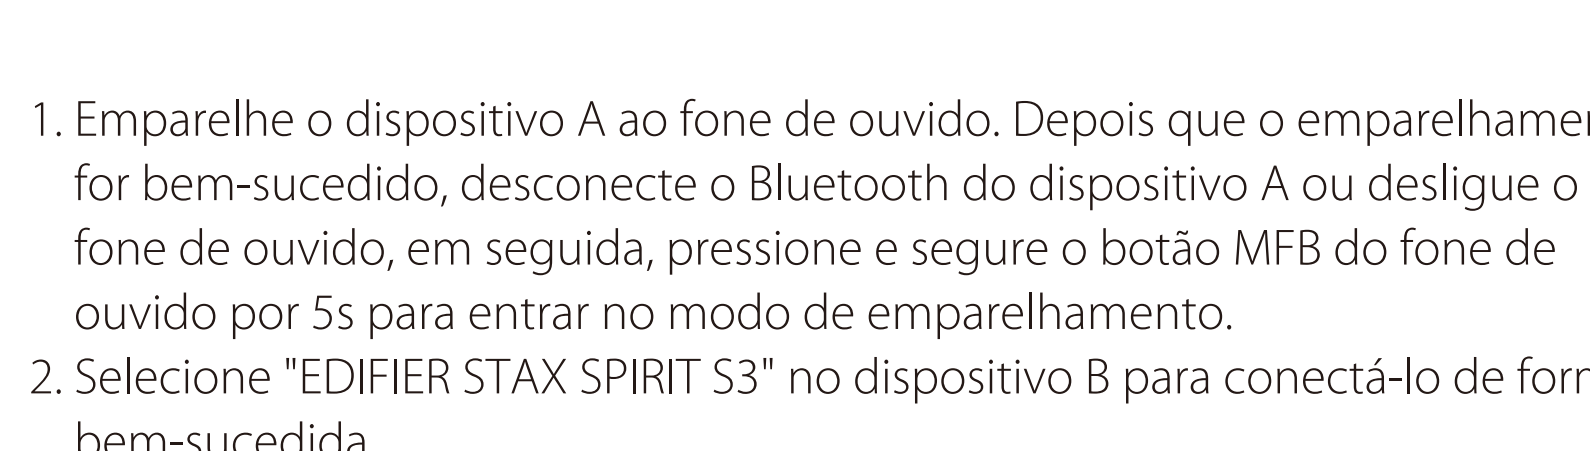 1. Emparelhe o dispositivo A ao fone de ouvido. Depois que o
for bem-sucedido, desconecte o Bluetooth do dispositivo A ou desligue o
fone de ouvido, em seguida, pressione e segure o botão MFB do fone de
ouvido por 5s para entrar no modo de emparelhamento.
2. Selecione "EDIFIER STAX SPIRIT S3" no dispositivo B para conectá-lo de
bem-sucedida